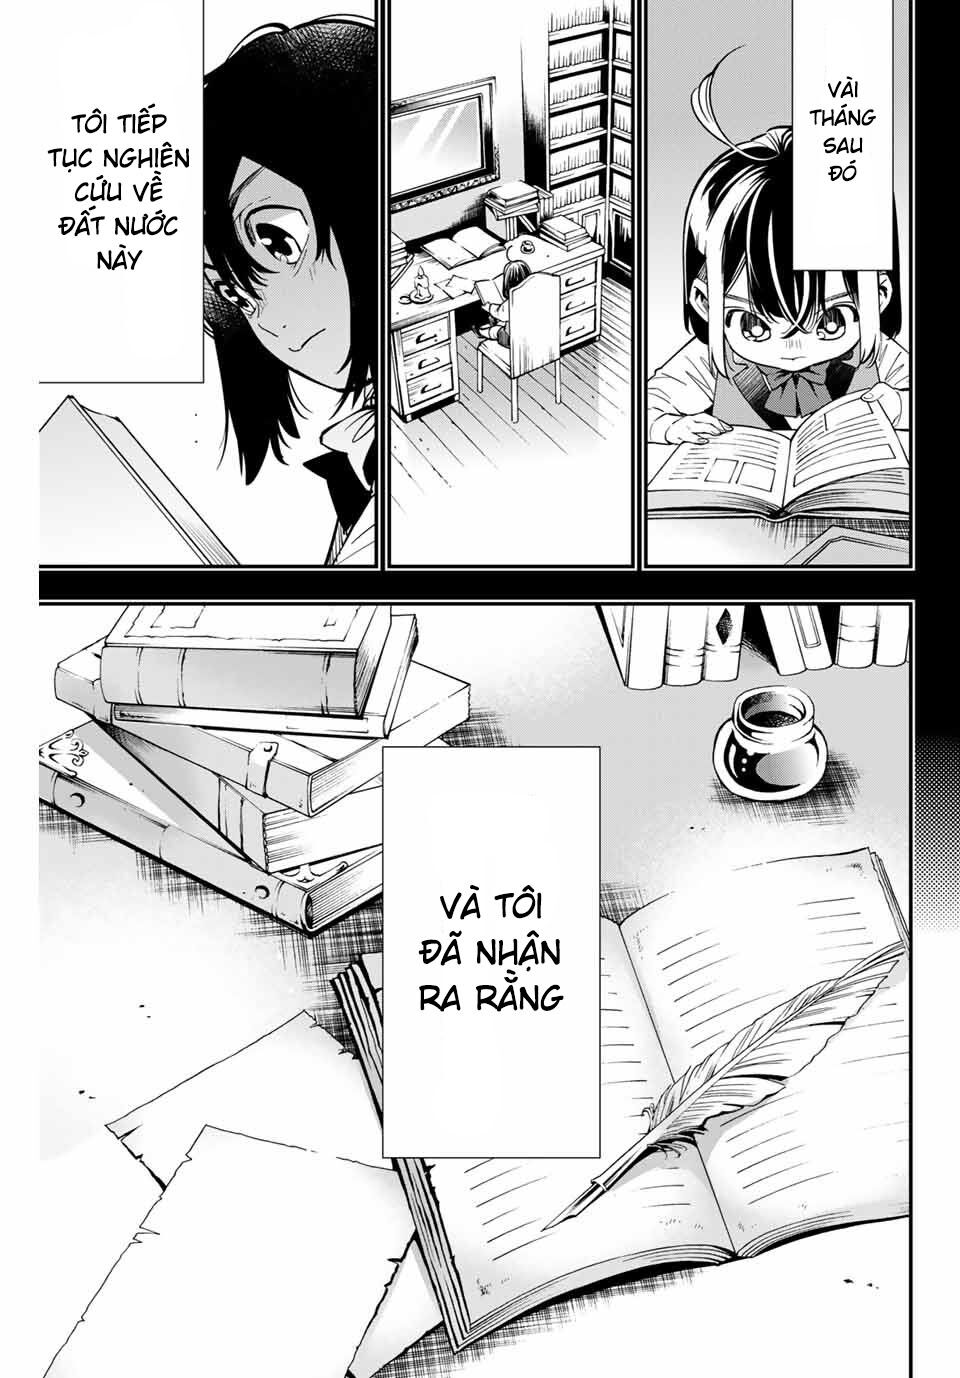 VÀI
THÁNG
SAU
ĐÓ
TÔI TIẾP
TỤC NGHIÊN
CỨU VỀ
ĐẤT NƯỚC
NÀY
VÀ TÔI
ĐÃ NHẬN
RA RẰNG